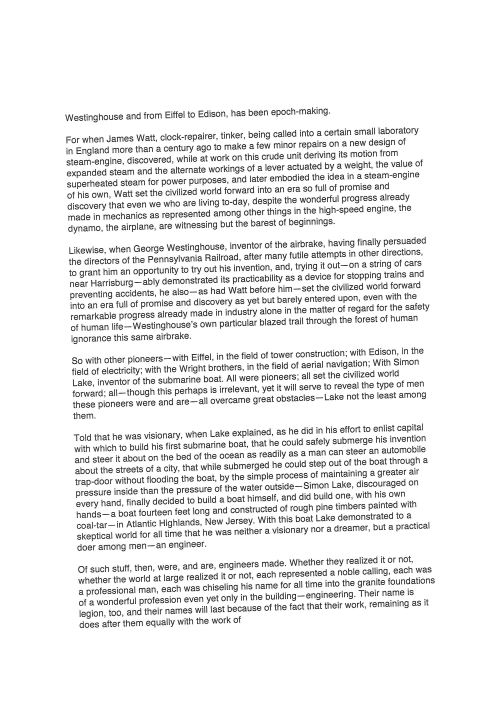 Westinghouse and from Eiffel to Edison, has been epoch-making.
For when James Watt, clock-repairer, tinker, being called into a certain small laboratory
in England more than a century ago to make a few minor repairs on a new design of
steam-engine, discovered, while at work on this crude unit deriving its motion from
expanded steam and the alternate workings of a lever actuated by a weight, the value of
superheated steam for power purposes, and later embodied the idea in a steam-engine
of his own, Watt set the civilized world forward into an era so full of promise and
discovery that even we who are living to-day, despite the wonderful progress already
made in mechanics as represented among other things in the high-speed engine, the
dynamo, the airplane, are witnessing but the barest of beginnings.
Likewise, when George Westinghouse, inventor of the airbrake, having finally persuaded
the directors of the Pennsylvania Railroad, after many futile attempts in other directions,
to grant him an opportunity to try out his invention, and, trying it out—on a string of cars
near Harrisburg—ably demonstrated its practicability as a device for stopping trains and
preventing accidents, he also—as had Watt before him—set the civilized world forward
into an era full of promise and discovery as yet but barely entered upon, even with the
remarkable progress already made in industry alone in the matter of regard for the safety
of human life—Westinghouse's own particular blazed trail through the forest of human
ignorance this same airbrake.
So with other pioneers—with Eiffel, in the field of tower construction; with Edison, in the
field of electricity; with the Wright brothers, in the field of aerial navigation; With Simon
Lake, inventor of the submarine boat. All were pioneers; all set the civilized world
forward; all—though this perhaps is irrelevant, yet it will serve to reveal the type of men
these pioneers were and are—all overcame great obstacles—Lake not the least among
them.
Told that he was visionary, when Lake explained, as he did in his effort to enlist capital
with which to build his first submarine boat, that he could safely submerge his invention
and steer it about on the bed of the ocean as readily as a man can steer an automobile
about the streets of a city, that while submerged he could step out of the boat through a
trap-door without flooding the boat, by the simple process of maintaining a greater air
pressure inside than the pressure of the water outside—Simon Lake, discouraged on
every hand, finally decided to build a boat himself, and did build one, with his own
hands—a boat fourteen feet long and constructed of rough pine timbers painted with
coal-tar—in Atlantic Highlands, New Jersey. With this boat Lake demonstrated to a
skeptical world for all time that he was neither a visionary nor a dreamer, but a practical
doer among men—an engineer.
Of such stuff, then, were, and are, engineers made. Whether they realized it or not,
whether the world at large realized it or not, each represented a noble calling, each was
a professional man, each was chiseling his name for all time into the granite foundations
of a wonderful profession even yet only in the building—engineering. Their name is
legion, too, and their names will last because of the fact that their work, remaining as it
does after them equally with the work of